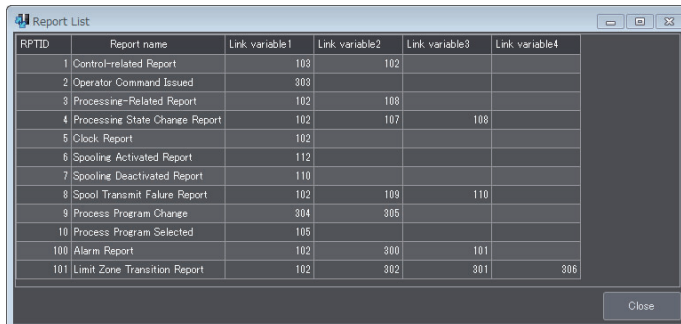 Report List
RPTID Report name Link variable1 Link variable2 Link variable3 Link variable4
1 Control-related Report 103 102
2 Operator Command Issued 303
3 Processing-Related Report 102 108
4 Processing State Change Report 102 107 108
5 Clock Report 102
6 Spooling Activated Report 112
7 Spooling Deactivated Report 110
8 Spool Transmit Falure Report 102 109 110
9 Process Program Change 304 305
10 Process Program Selected 105
100 Alarm Report 102 300 101
101 Limit Zone Transition Report 102 302 301 306
Close